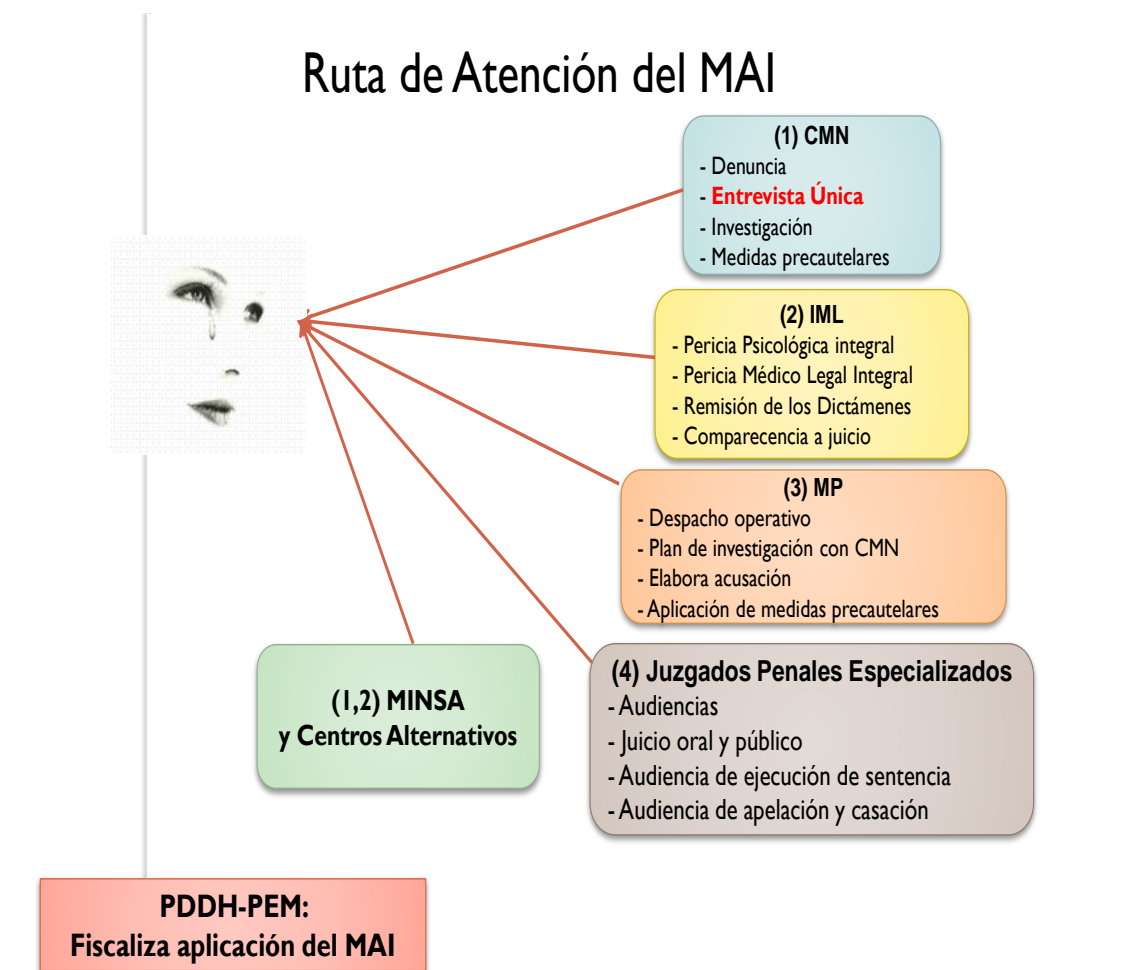 Ruta de Atención del MAI
(1) CMN
- Denuncia
- Entrevista Única
- Investigación
- Medidas precautelares
(2) IML
- Pericia Psicológica integral
- Pericia Médico Legal Integral
- Remisión de los Dictámenes
- Comparecencia a juicio
(3) MP
- Despacho operativo
- Plan de investigación con CMN
- Elabora acusación
- Aplicación de medidas precautelares
(4) Juzgados Penales Especializados
- Audiencias
- Juicio oral y público
- Audiencia de ejecución de sentencia
- Audiencia de apelación y casación
(1,2) MINSA
y Centros Alternativos
PDDH-PEM:
Fiscaliza aplicación del MAI